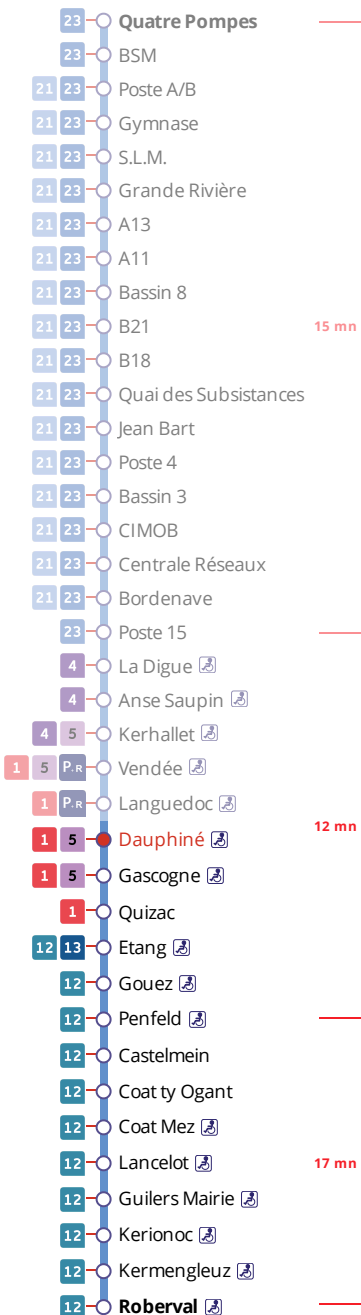 23 Quatre Pompes
23 BSM
21 23 Poste A/B
21 23 Gymnase
21 23 S.L.M.
21 23 Grande Rivière
21 23 A13
21 23 A11
21 23 Bassin 8
21 23 B21 15 mn
21 23 B18
21 23 Quai des Subsistances
21 23 Jean Bart
21 23 Poste 4
21 23 Bassin 3
21 23 CIMOB
21 23 Centrale Réseaux
21 23 Bordenave
23 Poste 15
4 La Digue
4 Anse Saupin
4 5 Kerhallet
1 5 P+R Vendée
1 P+R Languedoc
12 mn
1 5 Dauphiné
1 5 Gascogne
1 Quizac
12 13 Etang
12 Gouez
12 Penfeld
12 Castelmein
12 Coat ty Ogant
12 Coat Mez
12 Lancelot 17 mn
12 Guilers Mairie
12 Kerionoc
12 Kermengleuz
12 Roberval